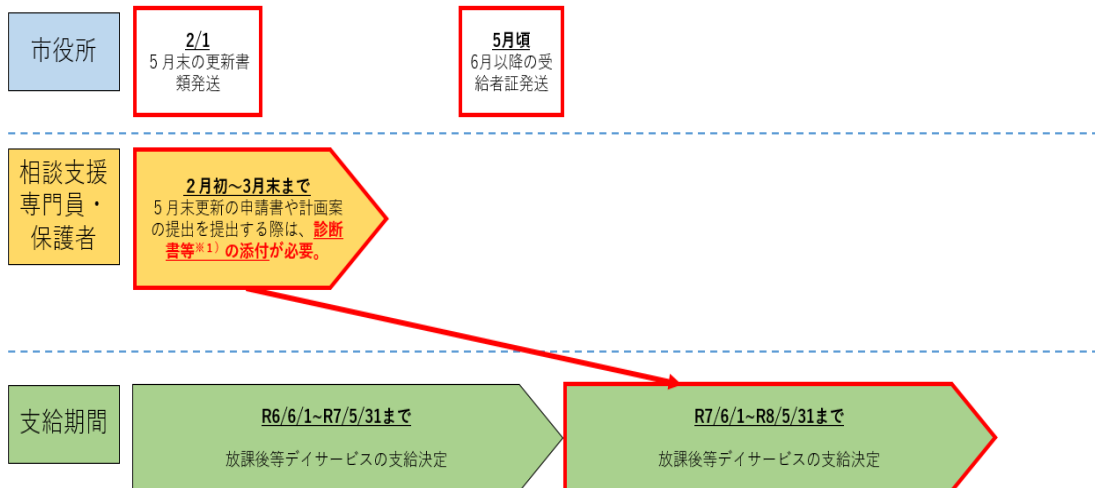 市役所
2/1
5月末の更新書
類発送
5月頃
6月以降の受
給者証発送
相談支援
専門員・
保護者
2月初～3月末まで
5月末更新の申請書や計画案
の提出を提出する際は、診断
書等※1）の添付が必要。
支給期間
R6/6/1~R7/5/31まで
放課後等デイサービスの支給決定
R7/6/1~R8/5/31まで
放課後等デイサービスの支給決定